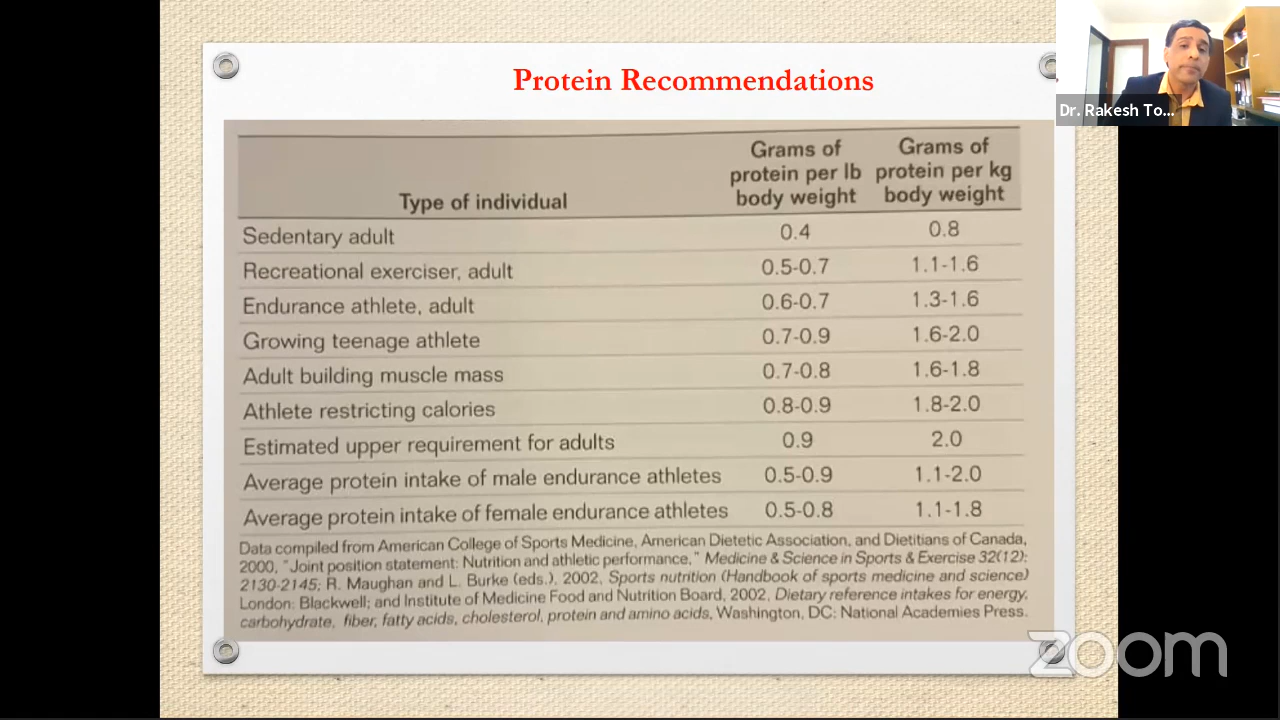 Protein Recommendations
Dr. Rakesh To...
Grams of
protein per lb
body weight
Grams of
protein per kg
body weight
Type of individual
Sedentary adult 0.4 0.8
Recreational exerciser, adult 0.5-0.7 1.1-1.6
Endurance athlete, adult 0.6-0.7 1.3-1.6
Growing teenage athlete 0.7-0.9 1.6-2.0
Adult building muscle mass 0.7-0.8 1.6-1.8
Athlete restricting calories 0.8-0.9 1.8-2.0
Estimated upper requirement for adults 0.9 2.0
Average protein intake of male endurance athletes 0.5-0.9 1.1-2.0
Average protein intake of female endurance athletes 0.5-0.8 1.1-1.8
Data compiled from American College of Sports Medicine, American Dietetic Association, and Dietitians of Canada,
2000, "Joint position statement: Nutrition and athletic performance," Medicine & Science in Sports & Exercise 32(12):
2130-2145; R. Maughan and L. Burke (eds.), 2002, Sports nutrition (Handbook of sports medicine and science)
London: Blackwell; and Institute of Medicine Food and Nutrition Board, 2002, Dietary reference intakes for energy,
carbohydrate, fiber, fatty acids, cholesterol, protein and amino acids, Washington, DC: National Academies Press.
zoom